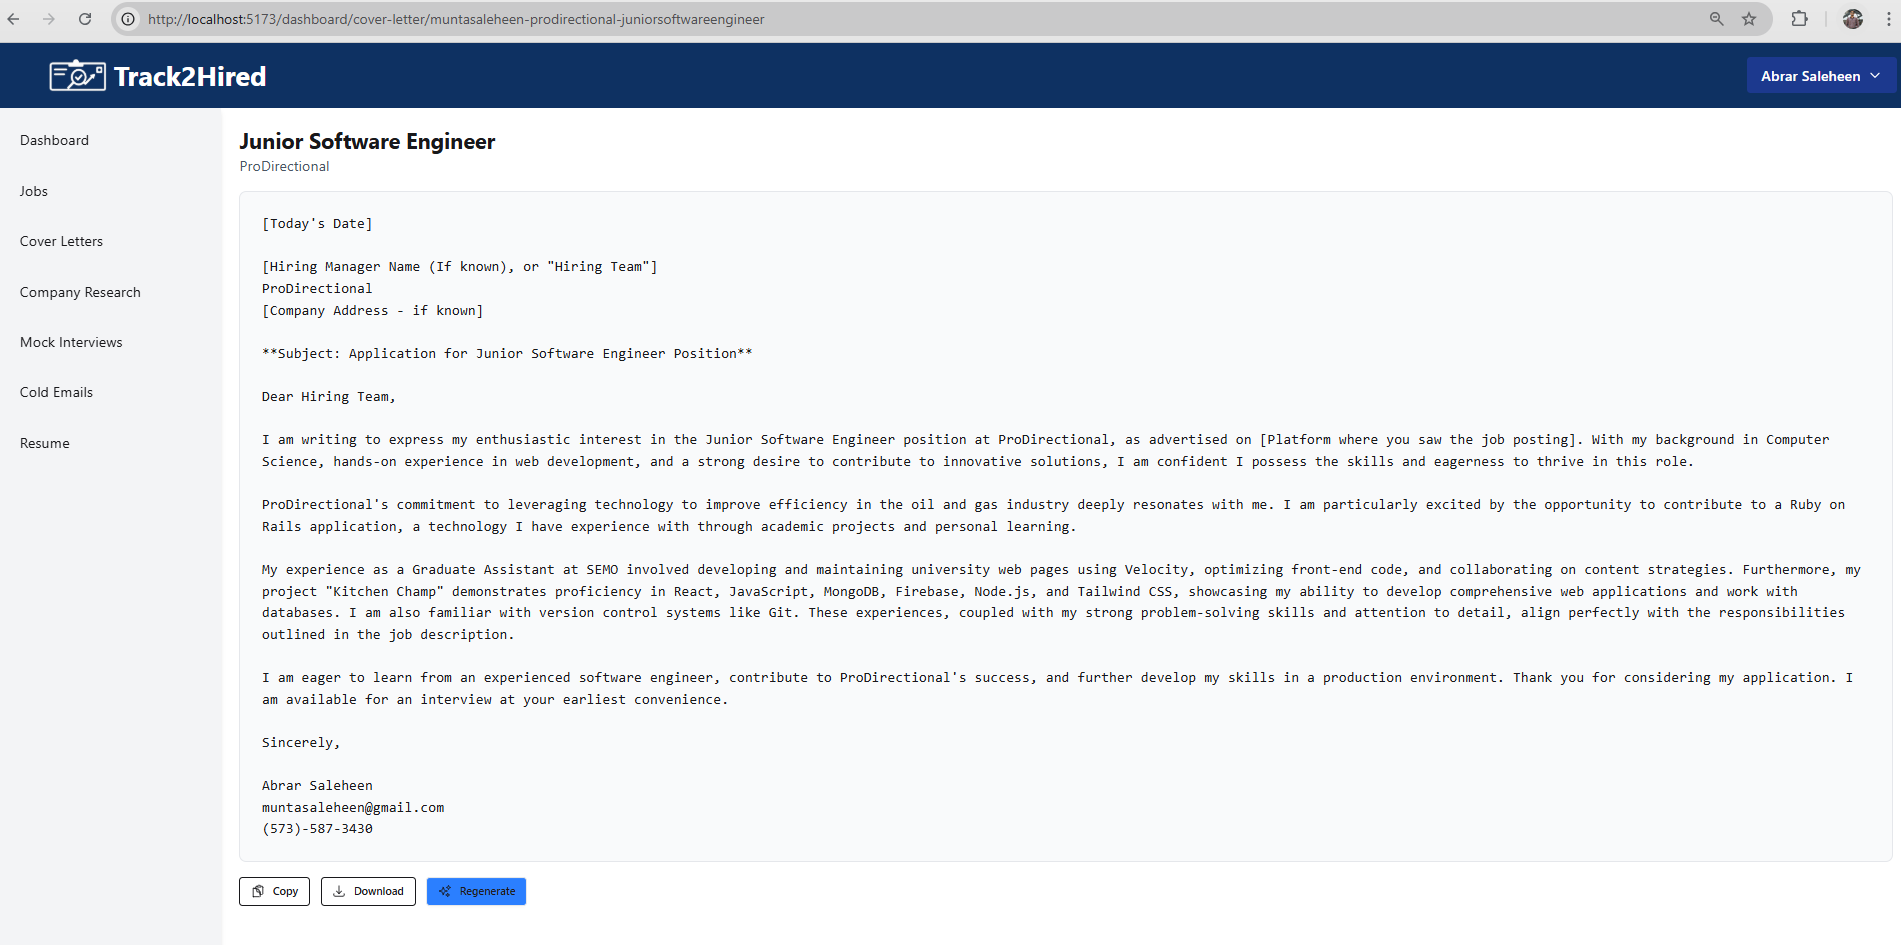 http://localhost:5173/dashboard/cover-letter/muntasaleheen-prodirectional-juniorsoftwareengineer
Track2Hired
Abrar Saleheen
Dashboard
Jobs
Cover Letters
Company Research
Mock Interviews
Cold Emails
Resume
Junior Software Engineer
ProDirectional
[Today's Date]
[Hiring Manager Name (If known), or "Hiring Team"]
ProDirectional
[Company Address - if known]
**Subject: Application for Junior Software Engineer Position**
Dear Hiring Team,
I am writing to express my enthusiastic interest in the Junior Software Engineer position at ProDirectional, as advertised on [Platform where you saw the job posting]. With my background in Computer
Science, hands-on experience in web development, and a strong desire to contribute to innovative solutions, I am confident I possess the skills and eagerness to thrive in this role.
ProDirectional's commitment to leveraging technology to improve efficiency in the oil and gas industry deeply resonates with me. I am particularly excited by the opportunity to contribute to a Ruby on
Rails application, a technology I have experience with through academic projects and personal learning.
My experience as a Graduate Assistant at SEMO involved developing and maintaining university web pages using Velocity, optimizing front-end code, and collaborating on content strategies. Furthermore, my
project "Kitchen Champ" demonstrates proficiency in React, JavaScript, MongoDB, Firebase, Node.js, and Tailwind CSS, showcasing my ability to develop comprehensive web applications and work with
databases. I am also familiar with version control systems like Git. These experiences, coupled with my strong problem-solving skills and attention to detail, align perfectly with the responsibilities
outlined in the job description.
I am eager to learn from an experienced software engineer, contribute to ProDirectional's success, and further develop my skills in a production environment. Thank you for considering my application. I
am available for an interview at your earliest convenience.
Sincerely,
Abrar Saleheen
muntasaleheen@gmail.com
(573)-587-3430
Copy
Download
Regenerate